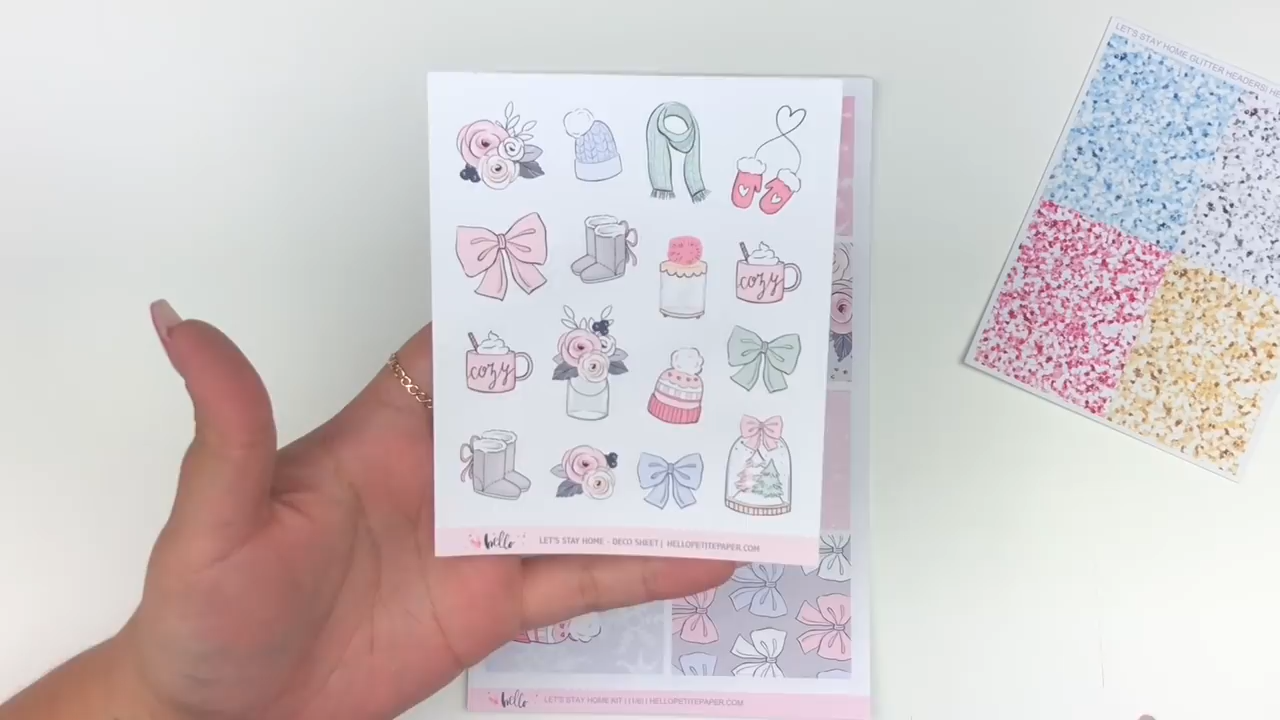 LET'S STAY HOME GLITTER HEADERS|
cozy
cozy
hello LET'S STAY HOME - DECO SHEET | HELLOPETITEPAPER.COM
hello LET'S STAY HOME KIT | HELLOPETITEPAPER.COM